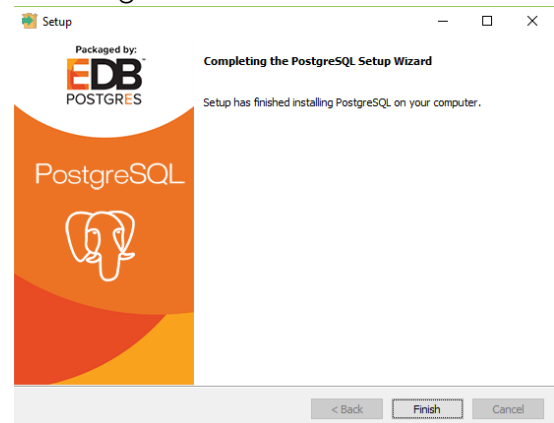 Setup
Packaged by:
EDB
POSTGRES
Completing the PostgreSQL Setup Wizard
Setup has finished installing PostgreSQL on your computer.
PostgreSQL
< Back
Finish
Cancel